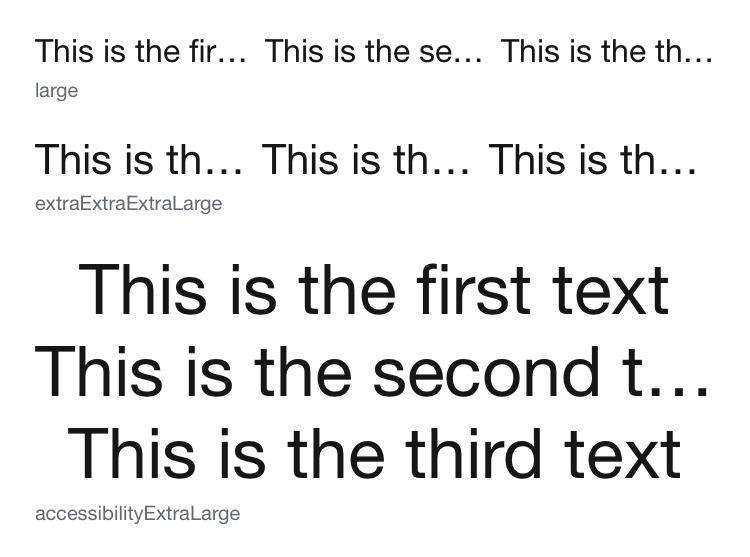 This is the fir… This is the se… This is the th…
large
This is th… This is th… This is th…
extraExtraExtraLarge
This is the first text
This is the second t…
This is the third text
accessibilityExtraLarge